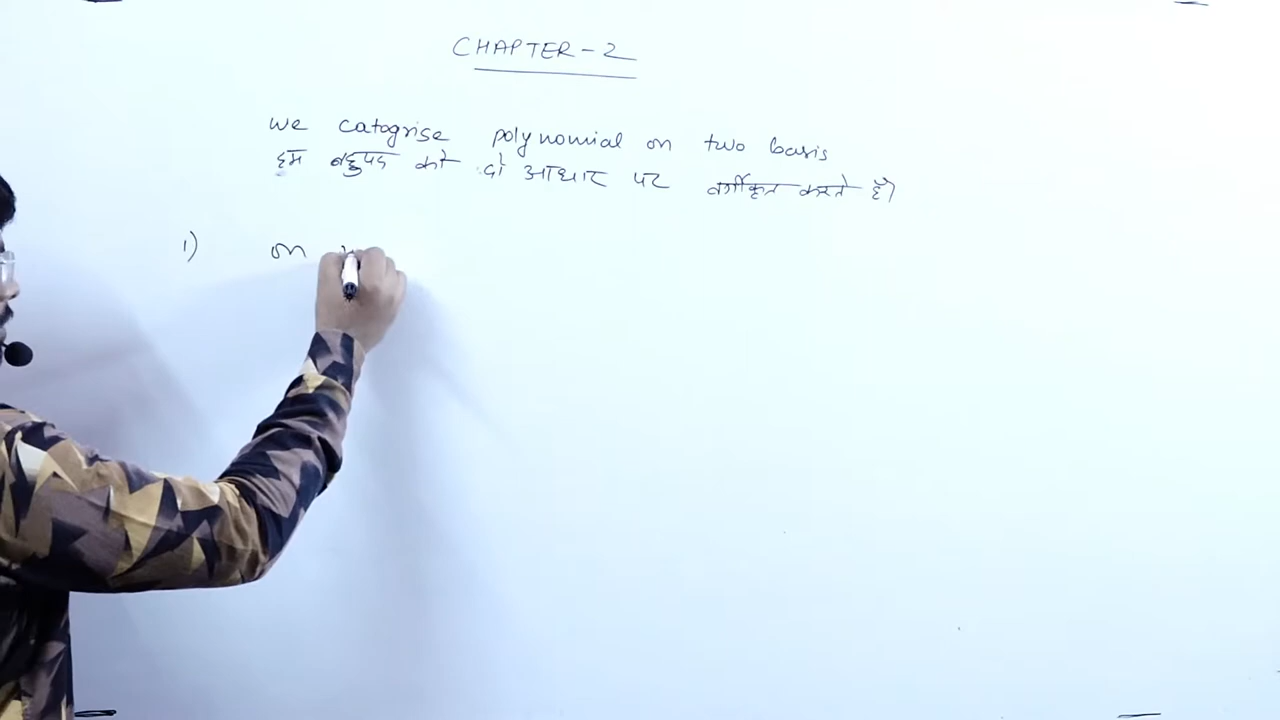 CHAPTER-2
we catogrise polynomial on two basis
हम बहुपद को दो आधार पर वर्गीकृत करते हैं
1) on